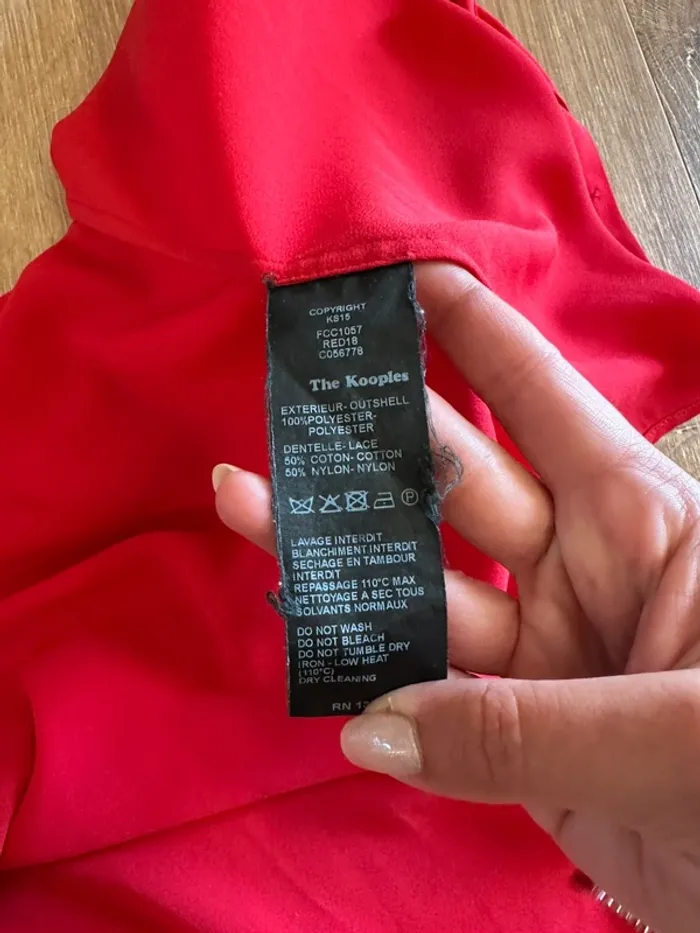 COPYRIGHT
KS15
FCC1057
RED18
C056778
The Kooples
EXTERIEUR- OUTSHELL
100%POLYESTER-
POLYESTER
DENTELLE- LACE
50% COTON- COTTON
50% NYLON- NYLON
P
LAVAGE INTERDIT
BLANCHIMENT INTERDIT
SECHAGE EN TAMBOUR
INTERDIT
REPASSAGE 110°C MAX
NETTOYAGE A SEC TOUS
SOLVANTS NORMAUX
DO NOT WASH
DO NOT BLEACH
DO NOT TUMBLE DRY
IRON - LOW HEAT
(110°C)
DRY CLEANING
RN